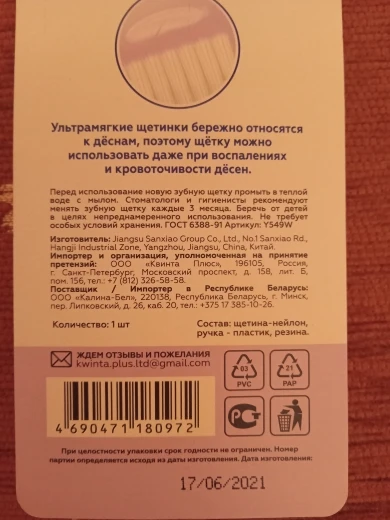 Ультрамягкие щетинки бережно относятся
к дёснам, поэтому щётку можно
использовать даже при воспалениях
и кровоточивости дёсен.
Перед использование новую зубную щетку промыть в теплой
воде с мылом. Стоматологи и гигиенисты рекомендуют
менять зубную щетку каждые 3 месяца. Беречь от детей
в целях непреднамеренного использования. Не требует
особых условий хранения. ГОСТ 6388-91 Артикул: Y549W
Изготовитель: Jiangsu Sanxiao Group Co., Ltd., No.1 Sanxiao Rd.,
Hangji Industrial Zone, Yangzhou, Jiangsu, China, Китай.
Импортер и организация, уполномоченная на принятие
претензий: ООО «Квинта Плюс», 196105, Россия,
г. Санкт-Петербург, Московский проспект, д. 158, лит. Б,
пом. 156, тел.: +7 (812) 326-58-58.
Поставщик / Импортер в Республику Беларусь:
ООО «Калина-Бел», 220138, Республика Беларусь, г. Минск,
пер. Липковский, д. 26, каб. 20, тел.: +375 17 385-10-26.
Количество: 1 шт
Состав: щетина-нейлон,
ручка - пластик, резина.
ЖДЕМ ОТЗЫВЫ И ПОЖЕЛАНИЯ
kwinta.plus.ltd@gmail.com
03
PVC
21
PAP
4 690471 180972
РСТ
При целостности упаковки срок годности не ограничен. Номер
партии определяется исходя из даты изготовления. Дата изготовления:
17/06/2021